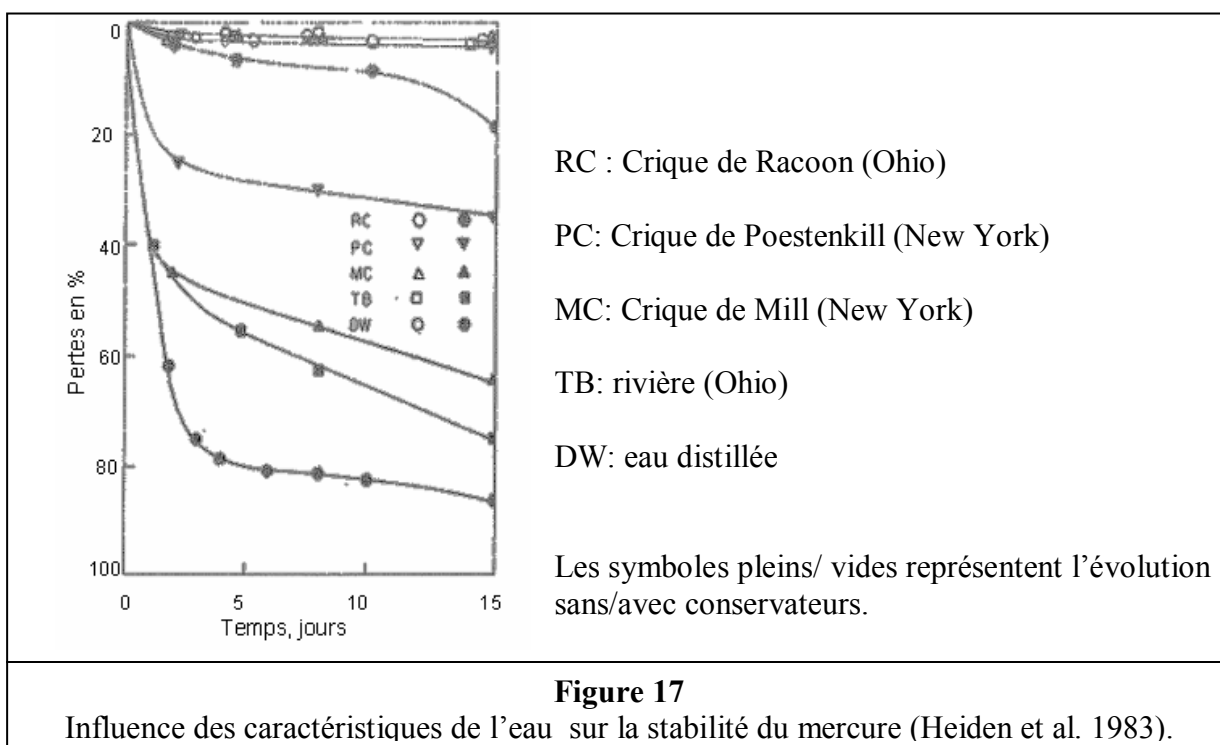 0
20
40
60
80
100
Pertes en %
0 5 10 15
Temps, jours
RC
PC
MC
TB
DW
RC : Crique de Racoon (Ohio)
PC: Crique de Poestenkill (New York)
MC: Crique de Mill (New York)
TB: rivière (Ohio)
DW: eau distillée
Les symboles pleins/ vides représentent l’évolution
sans/avec conservateurs.
Figure 17
Influence des caractéristiques de l’eau sur la stabilité du mercure (Heiden et al. 1983).